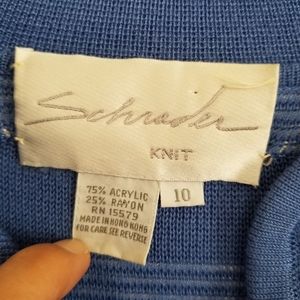 Schrader
KNIT
75% ACRYLIC
25% RAYON
RN 15579
MADE IN HONG KONG
FOR CARE SEE REVERSE
10